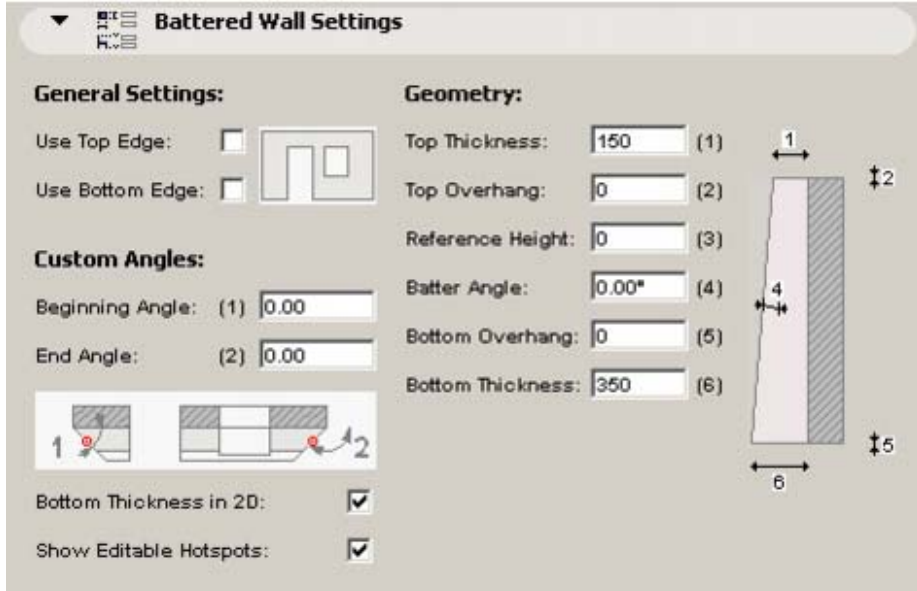 Battered Wall Settings
General Settings:
Use Top Edge:
Use Bottom Edge:
Custom Angles:
Beginning Angle: (1) 0.00
End Angle: (2) 0.00
1 2
Bottom Thickness in 2D:
Show Editable Hotspots:
Geometry:
Top Thickness: 150 (1)
Top Overhang: 0 (2)
Reference Height: 0 (3)
Batter Angle: 0.00° (4)
Bottom Overhang: 0 (5)
Bottom Thickness: 350 (6)
1
2
4
5
6